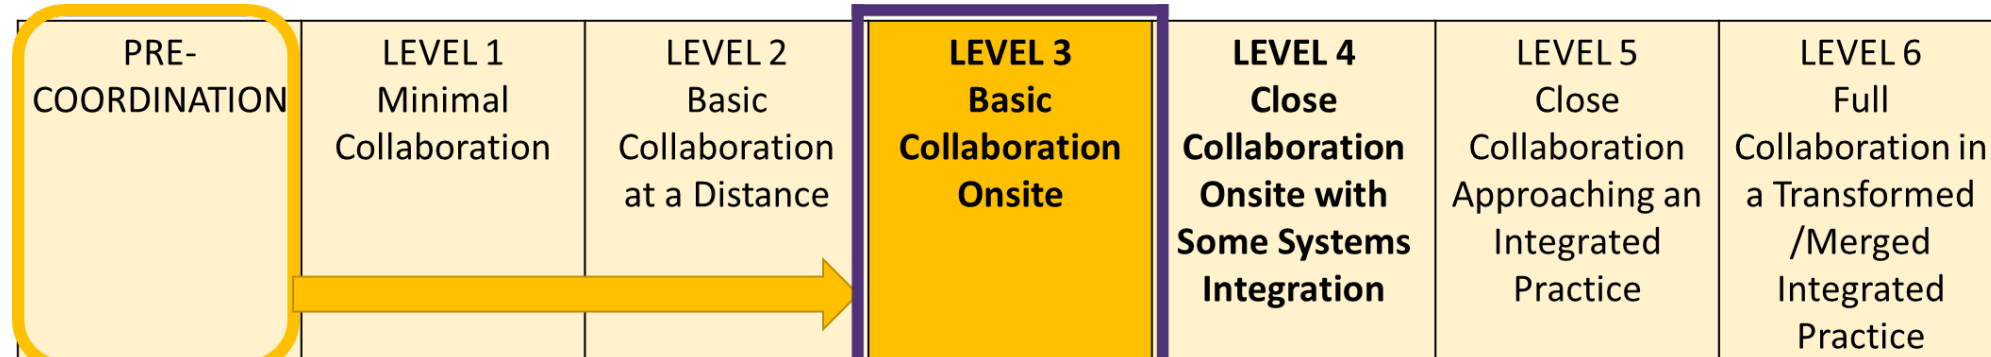 PRE-
COORDINATION
LEVEL 1
Minimal
Collaboration
LEVEL 2
Basic
Collaboration
at a Distance
LEVEL 3
Basic
Collaboration
Onsite
LEVEL 4
Close
Collaboration
Onsite with
Some Systems
Integration
LEVEL 5
Close
Collaboration
Approaching an
Integrated
Practice
LEVEL 6
Full
Collaboration in
a Transformed
/Merged
Integrated
Practice